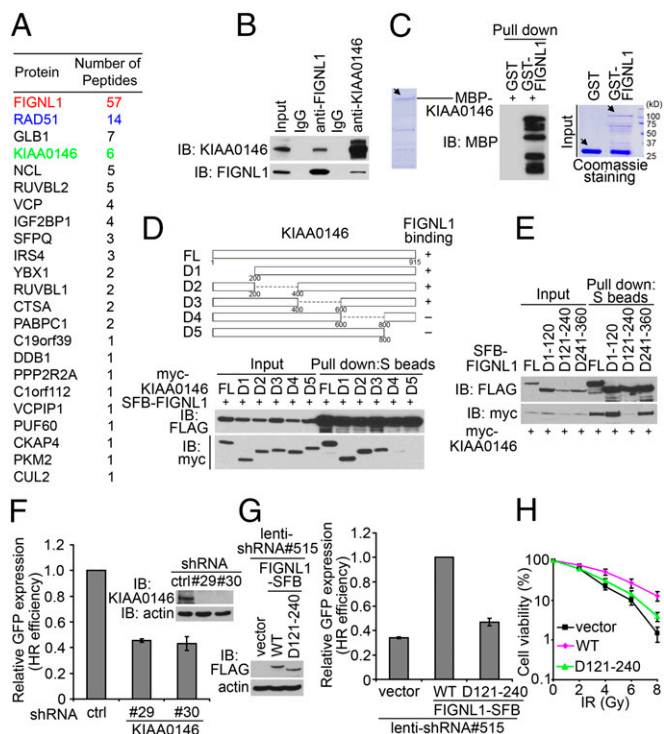 A
Protein Number of Peptides
FIGNL1 57
RAD51 14
GLB1 7
KIAA0146 6
NCL 5
RUVBL2 5
VCP 4
IGF2BP1 4
SFPQ 3
IRS4 3
YBX1 2
RUVBL1 2
CTSA 2
PABPC1 2
C19orf39 1
DDB1 1
PPP2R2A 1
C1orf112 1
VCPIP1 1
PUF60 1
CKAP4 1
PKM2 1
CUL2 1
B
Input IgG anti-FIGNL1 IgG anti-KIAA0146
IB: KIAA0146
IB: FIGNL1
C
Pull down
GST GST-FIGNL1
+ +
MBP-KIAA0146
IB: MBP
GST GST-FIGNL1
(kD)
100
75
50
37
25
Input
Coomassie staining
D
KIAA0146 FIGNL1 binding
FL 1 915 +
D1 200 +
D2 200 400 +
D3 400 600 +
D4 600 800 –
D5 800 –
Input Pull down:S beads
myc-KIAA0146 FL D1 D2 D3 D4 D5 FL D1 D2 D3 D4 D5
SFB-FIGNL1 + + + + + + + + + + + +
IB: FLAG
IB: myc
E
Input Pull down: S beads
SFB-FIGNL1 FL D1-120 D121-240 D241-360 FL D1-120 D121-240 D241-360
IB: FLAG
IB: myc
myc-KIAA0146 + + + + + + + +
F
Relative GFP expression (HR efficiency)
1.2
1.0
0.8
0.6
0.4
0.2
0
shRNA
ctrl #29 #30
IB: KIAA0146
IB: actin
shRNA ctrl #29 #30
KIAA0146
G
lenti-shRNA#515
FIGNL1-SFB
vector WT D121-240
IB: FLAG
actin
Relative GFP expression (HR efficiency)
1.2
1.0
0.8
0.6
0.4
0.2
0
vector WT D121-240
FIGNL1-SFB
lenti-shRNA#515
H
Cell viability (%)
100
10
1
0.1
vector
WT
D121-240
0 2 4 6 8
IR (Gy)